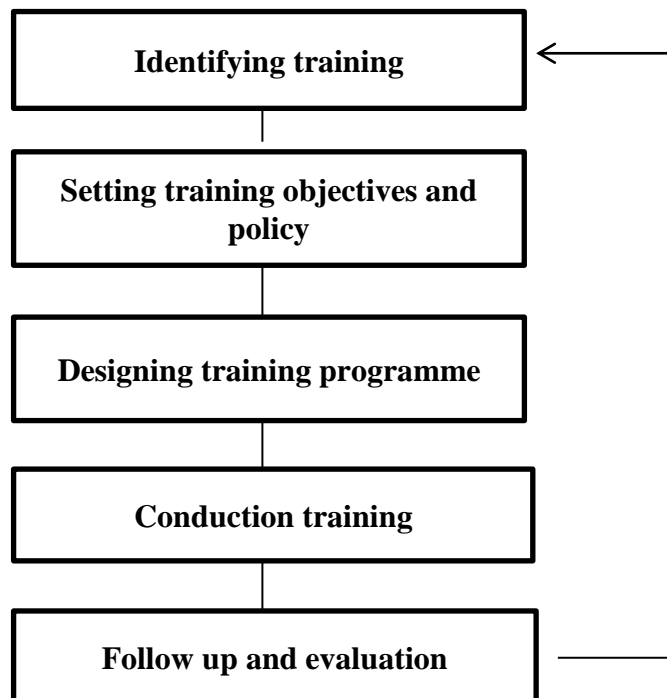 Identifying training
Setting training objectives and
policy
Designing training programme
Conduction training
Follow up and evaluation